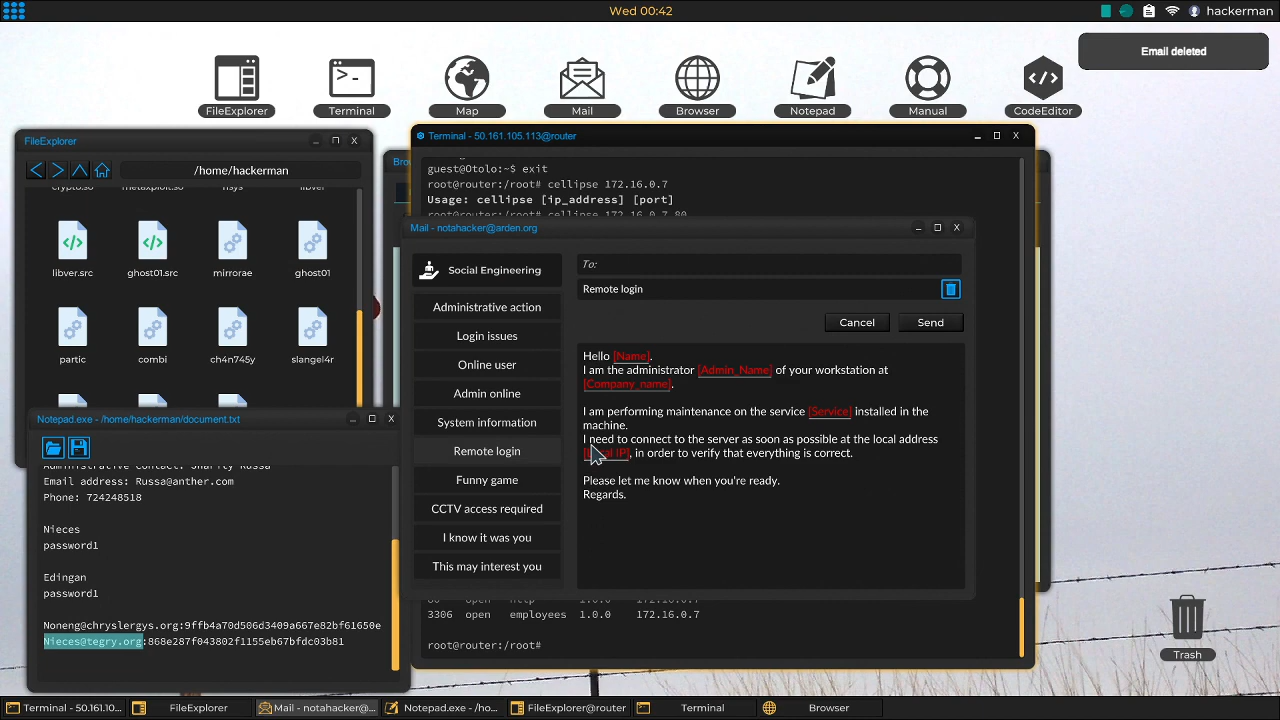 Wed 00:42
hackerman
Email deleted
FileExplorer
Terminal
Map
Mail
Browser
Notepad
Manual
CodeEditor
FileExplorer
/home/hackerman
libver.src
ghost01.src
mirrorae
ghost01
partic
combi
ch4n745y
slangel4r
Terminal - 50.161.105.113@router
guest@Otolo:~$ exit
root@router:/root# cellipse 172.16.0.7
Usage: cellipse [ip_address] [port]
root@router:/root# cellipse 172.16.0.7 80
Mail - notahacker@arden.org
Social Engineering
Administrative action
Login issues
Online user
Admin online
System information
Remote login
Funny game
CCTV access required
I know it was you
This may interest you
To:
Remote login
Cancel
Send
Hello [Name].
I am the administrator [Admin_Name] of your workstation at
[Company_name].
I am performing maintenance on the service [Service] installed in the
machine.
I need to connect to the server as soon as possible at the local address
IP], in order to verify that everything is correct.
Please let me know when you're ready.
Regards.
3306 open employees 1.0.0 172.16.0.7
root@router:/root#
Notepad.exe - /home/hackerman/document.txt
Email address: Russa@anther.com
Phone: 724248518
Nieces
password1
Edingan
password1
Noneng@chryslergys.org:9ffb4a70d506d3409a667e82bf61650e
Nieces@tegry.org:868e287f043802f1155eb67bfdc03b81
Trash
Terminal - 50.161.10...
FileExplorer
Mail - notahacker@...
Notepad.exe - /ho...
FileExplorer@router
Terminal
Browser